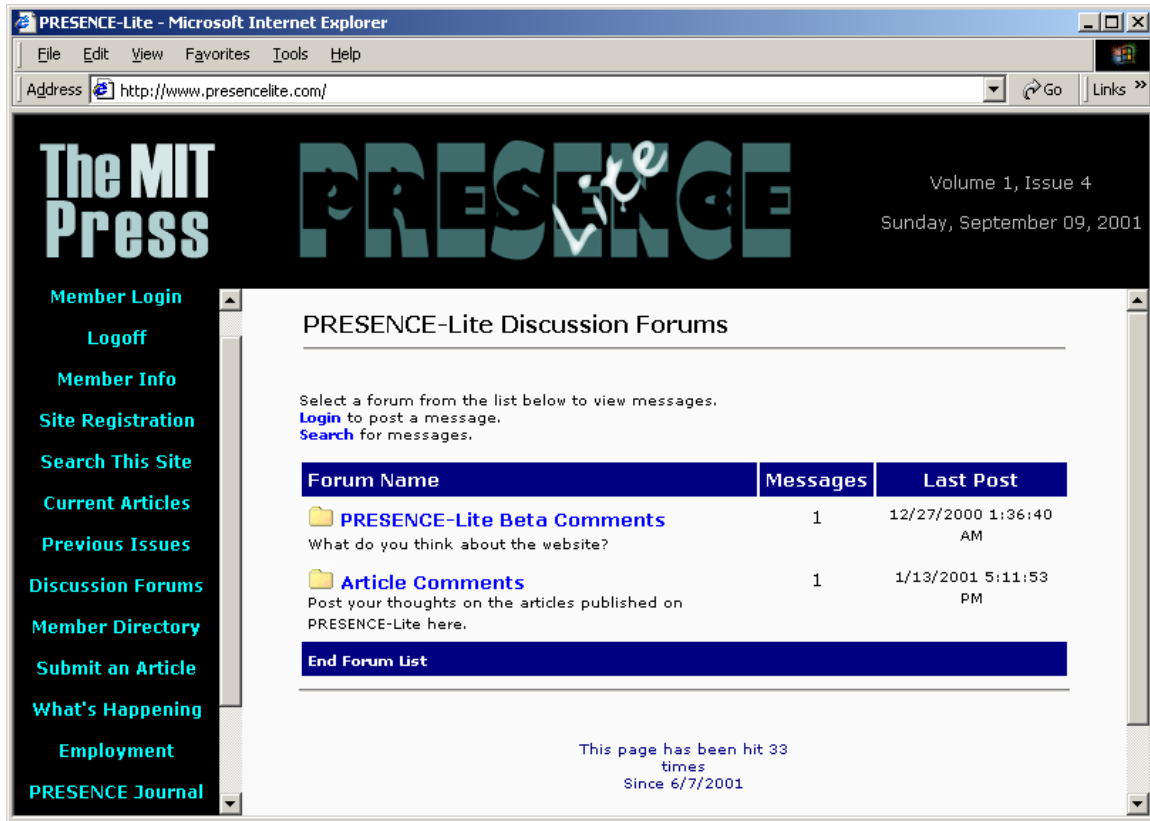 PRESENCE-Lite - Microsoft Internet Explorer
File Edit View Favorites Tools Help
Address http://www.presencelite.com/ Go Links »
The MIT
Press
PRESENCE
Lite
Volume 1, Issue 4
Sunday, September 09, 2001
Member Login
Logoff
Member Info
Site Registration
Search This Site
Current Articles
Previous Issues
Discussion Forums
Member Directory
Submit an Article
What's Happening
Employment
PRESENCE Journal
PRESENCE-Lite Discussion Forums
Select a forum from the list below to view messages.
Login to post a message.
Search for messages.
Forum Name Messages Last Post
PRESENCE-Lite Beta Comments 1 12/27/2000 1:36:40
AM
What do you think about the website?
Article Comments 1 1/13/2001 5:11:53
PM
Post your thoughts on the articles published on
PRESENCE-Lite here.
End Forum List
This page has been hit 33
times
Since 6/7/2001